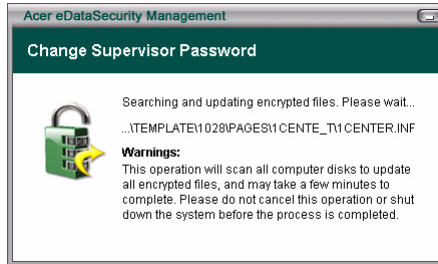 Acer eDataSecurity Management
Change Supervisor Password
Searching and updating encrypted files. Please wait...
...\TEMPLATE\1028\PAGES\1CENTE_T\1CENTER.INF
Warnings:
This operation will scan all computer disks to update
all encrypted files, and may take a few minutes to
complete. Please do not cancel this operation or shut
down the system before the process is completed.